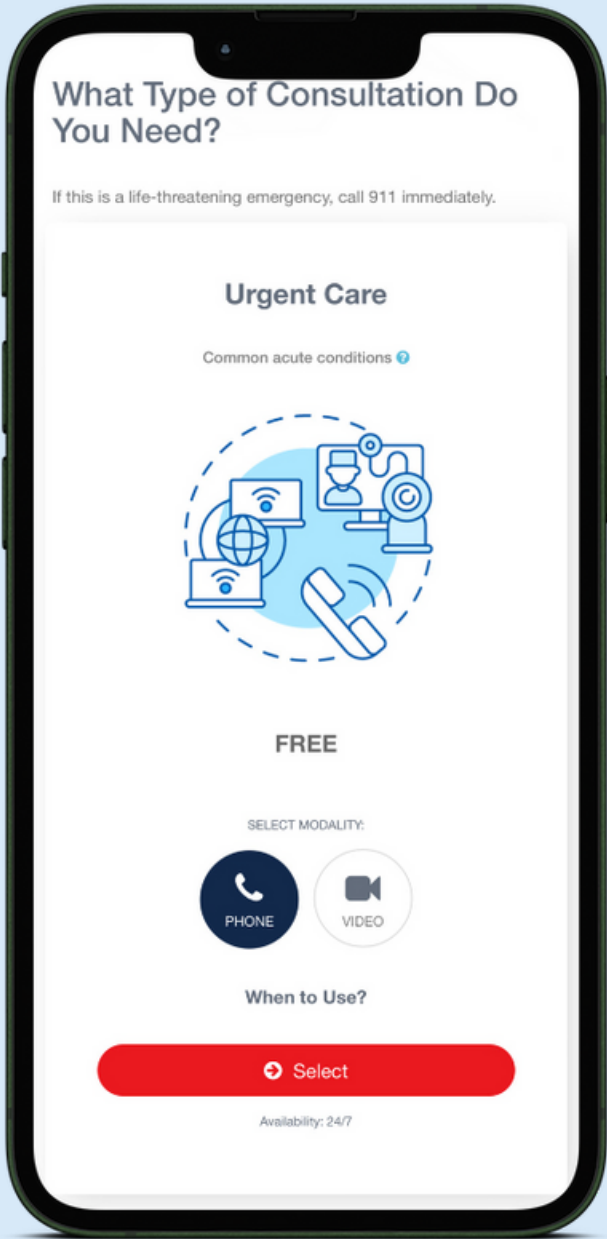 What Type of Consultation Do
You Need?
If this is a life-threatening emergency, call 911 immediately.
Urgent Care
Common acute conditions ?
FREE
SELECT MODALITY:
PHONE VIDEO
When to Use?
Select
Availability: 24/7